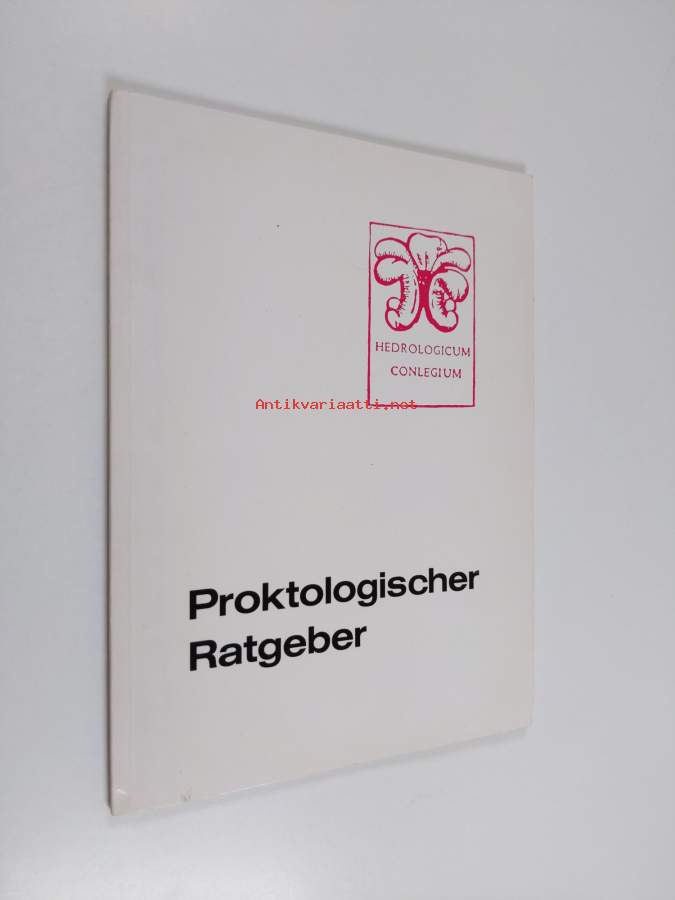 HEDROLOGICUM
CONLEGIUM
Antikvariaatti.net
Proktologischer
Ratgeber